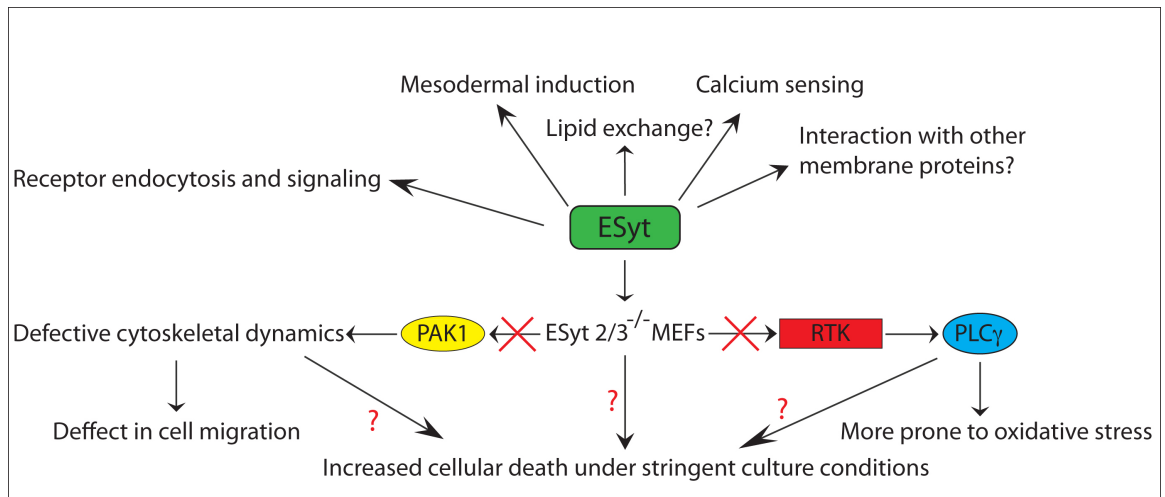 Mesodermal induction
Calcium sensing
Lipid exchange?
Interaction with other
membrane proteins?
Receptor endocytosis and signaling
ESyt
Defective cytoskeletal dynamics
PAK1
ESyt 2/3-/-MEFs
RTK
PLCγ
?
?
?
Deffect in cell migration
More prone to oxidative stress
Increased cellular death under stringent culture conditions